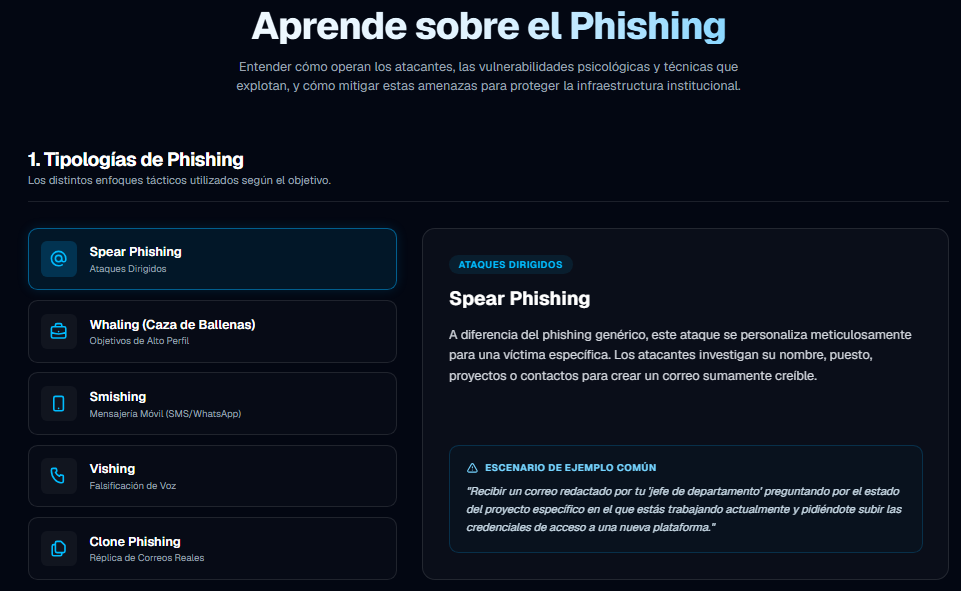 Aprende sobre el Phishing
Entender cómo operan los atacantes, las vulnerabilidades psicológicas y técnicas que
explotan, y cómo mitigar estas amenazas para proteger la infraestructura institucional.
1. Tipologías de Phishing
Los distintos enfoques tácticos utilizados según el objetivo.
Spear Phishing
Ataques Dirigidos
Whaling (Caza de Ballenas)
Objetivos de Alto Perfil
Smishing
Mensajería Móvil (SMS/WhatsApp)
Vishing
Falsificación de Voz
Clone Phishing
Réplica de Correos Reales
ATAQUES DIRIGIDOS
Spear Phishing
A diferencia del phishing genérico, este ataque se personaliza meticulosamente
para una víctima específica. Los atacantes investigan su nombre, puesto,
proyectos o contactos para crear un correo sumamente creíble.
ESCENARIO DE EJEMPLO COMÚN
"Recibir un correo redactado por tu 'jefe de departamento' preguntando por el estado
del proyecto específico en el que estás trabajando actualmente y pidiéndote subir las
credenciales de acceso a una nueva plataforma."